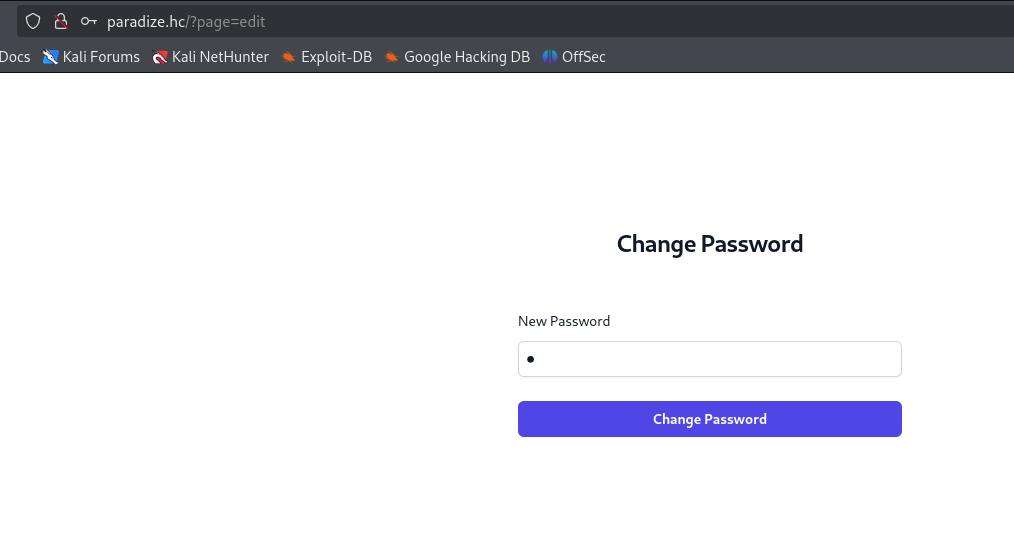 paradize.hc/?page=edit
Docs Kali Forums Kali NetHunter Exploit-DB Google Hacking DB OffSec
Change Password
New Password
Change Password